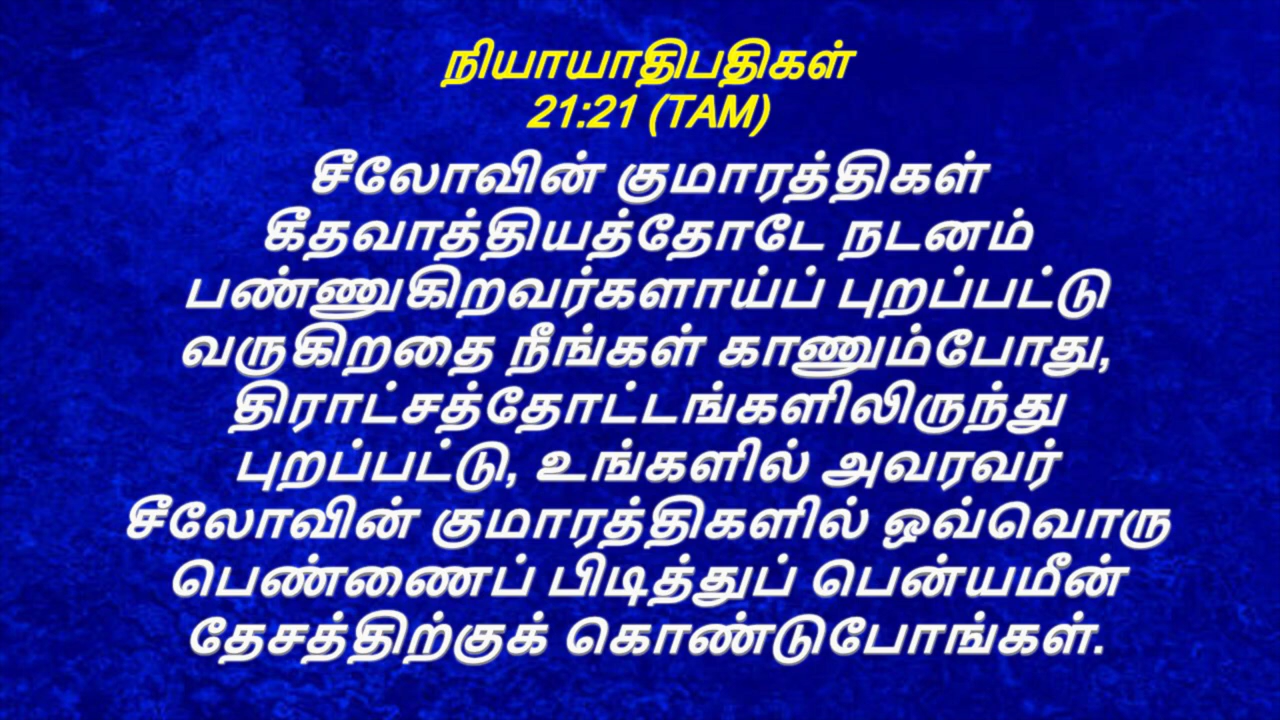 நியாயாதிபதிகள்
21:21 (TAM)
சீலோவின் குமாரத்திகள்
கீதவாத்தியத்தோடே நடனம்
பண்ணுகிறவர்களாய்ப் புறப்பட்டு
வருகிறதை நீங்கள் காணும்போது,
திராட்சத்தோட்டங்களிலிருந்து
புறப்பட்டு, உங்களில் அவரவர்
சீலோவின் குமாரத்திகளில் ஒவ்வொரு
பெண்ணைப் பிடித்துப் பென்யமீன்
தேசத்திற்குக் கொண்டுபோங்கள்.